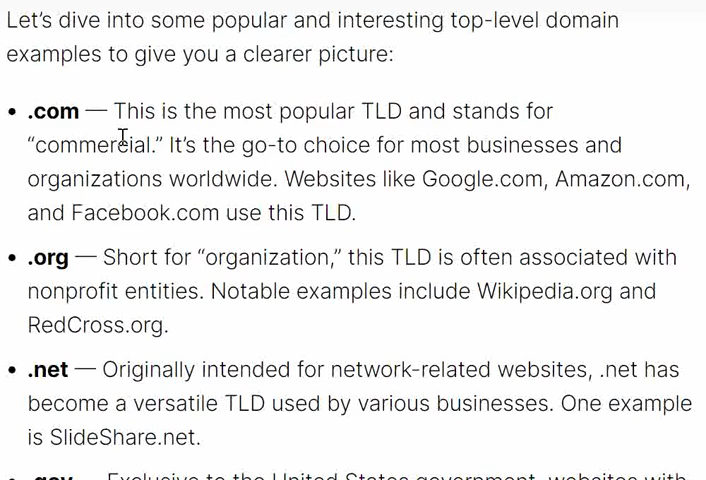 Let's dive into some popular and interesting top-level domain
examples to give you a clearer picture:
• .com — This is the most popular TLD and stands for
“commercial.” It's the go-to choice for most businesses and
organizations worldwide. Websites like Google.com, Amazon.com,
and Facebook.com use this TLD.
• .org — Short for “organization,” this TLD is often associated with
nonprofit entities. Notable examples include Wikipedia.org and
RedCross.org.
• .net — Originally intended for network-related websites, .net has
become a versatile TLD used by various businesses. One example
is SlideShare.net.
• .gov — Exclusive to the United States government, websites with